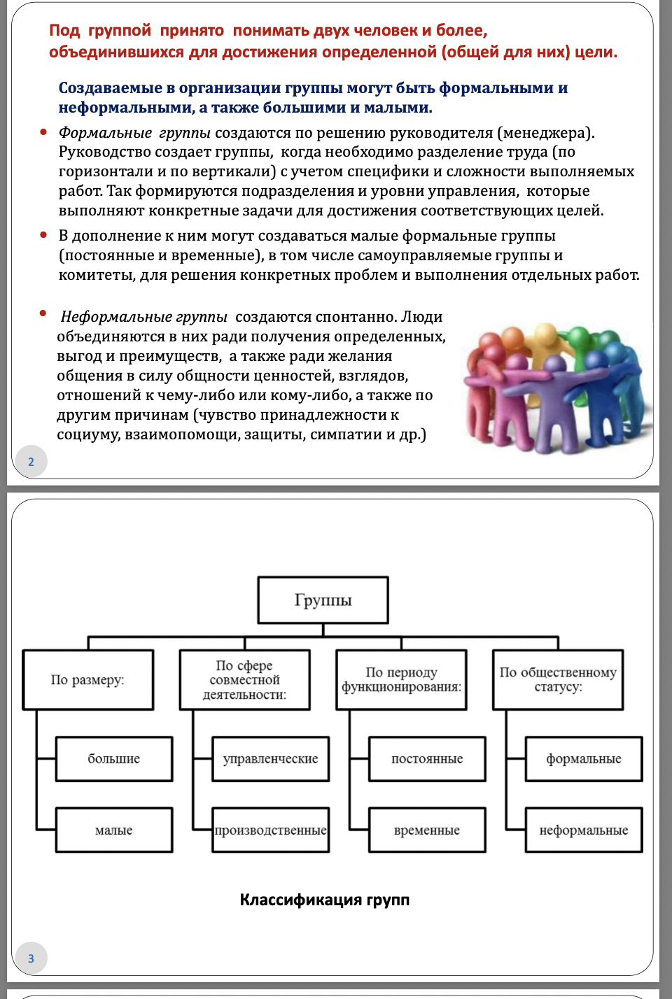 Под группой принято понимать двух человек и более,
объединившихся для достижения определенной (общей для них) цели.
Создаваемые в организации группы могут быть формальными и
неформальными, а также большими и малыми.
• Формальные группы создаются по решению руководителя (менеджера).
Руководство создает группы, когда необходимо разделение труда (по
горизонтали и по вертикали) с учетом специфики и сложности выполняемых
работ. Так формируются подразделения и уровни управления, которые
выполняют конкретные задачи для достижения соответствующих целей.
• В дополнение к ним могут создаваться малые формальные группы
(постоянные и временные), в том числе самоуправляемые группы и
комитеты, для решения конкретных проблем и выполнения отдельных работ.
• Неформальные группы создаются спонтанно. Люди
объединяются в них ради получения определенных,
выгод и преимуществ, а также ради желания
общения в силу общности ценностей, взглядов,
отношений к чему-либо или кому-либо, а также по
другим причинам (чувство принадлежности к
социуму, взаимопомощи, защиты, симпатии и др.)
2
Группы
По размеру:
большие
малые
По сфере
совместной
деятельности:
управленческие
производственные
По периоду
функционирования:
постоянные
временные
По общественному
статусу:
формальные
неформальные
Классификация групп
3